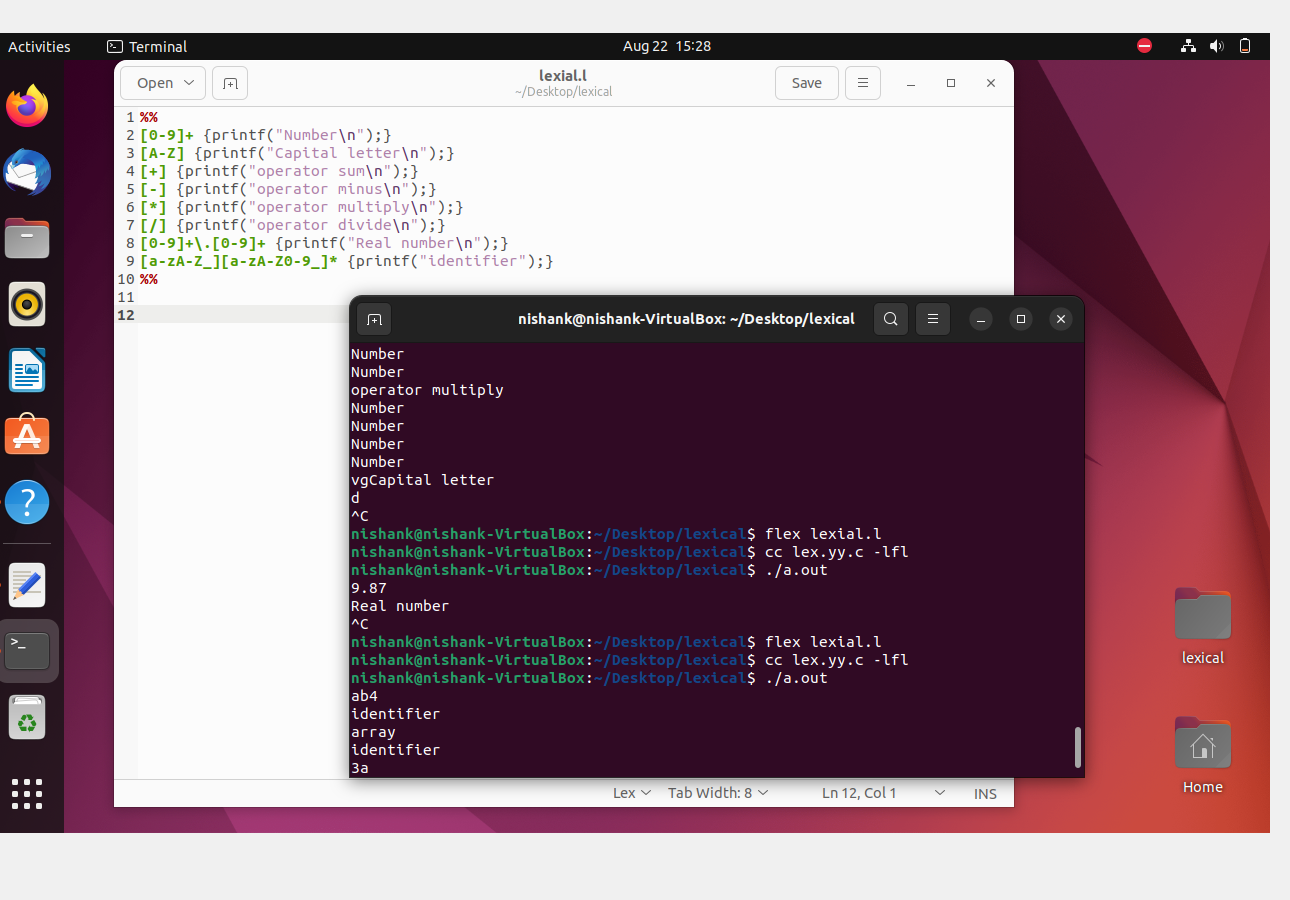 Activities
Terminal
Aug 22 15:28
Open
lexial.l
~/Desktop/lexical
Save
1 %%
2 [0-9]+ {printf("Number\n");}
3 [A-Z] {printf("Capital letter\n");}
4 [+] {printf("operator sum\n");}
5 [-] {printf("operator minus\n");}
6 [*] {printf("operator multiply\n");}
7 [/] {printf("operator divide\n");}
8 [0-9]+\.[0-9]+ {printf("Real number\n");}
9 [a-zA-Z_][a-zA-Z0-9_]* {printf("identifier");}
10 %%
11
12
nishank@nishank-VirtualBox: ~/Desktop/lexical
Number
Number
operator multiply
Number
Number
Number
Number
vgCapital letter
d
^C
nishank@nishank-VirtualBox:~/Desktop/lexical$ flex lexial.l
nishank@nishank-VirtualBox:~/Desktop/lexical$ cc lex.yy.c -lfl
nishank@nishank-VirtualBox:~/Desktop/lexical$ ./a.out
9.87
Real number
^C
nishank@nishank-VirtualBox:~/Desktop/lexical$ flex lexial.l
nishank@nishank-VirtualBox:~/Desktop/lexical$ cc lex.yy.c -lfl
nishank@nishank-VirtualBox:~/Desktop/lexical$ ./a.out
ab4
identifier
array
identifier
3a
Lex
Tab Width: 8
Ln 12, Col 1
INS
lexical
Home